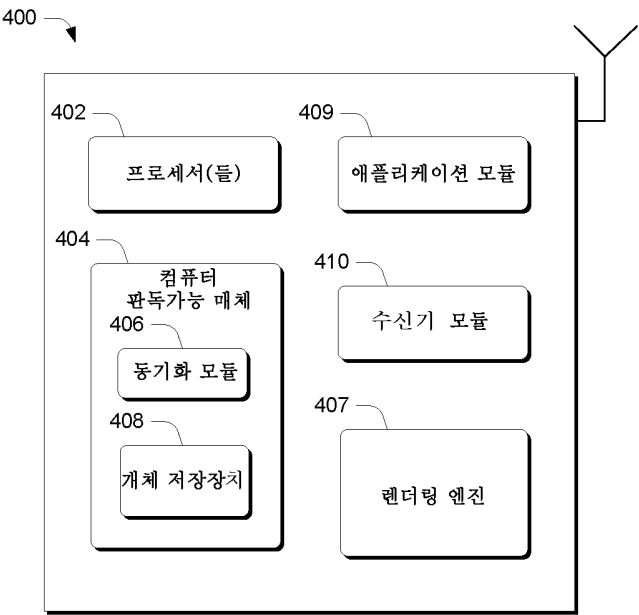 400
402
프로세서(들)
409
애플리케이션 모듈
404
컴퓨터
판독가능 매체
406
동기화 모듈
408
개체 저장장치
410
수신기 모듈
407
렌더링 엔진